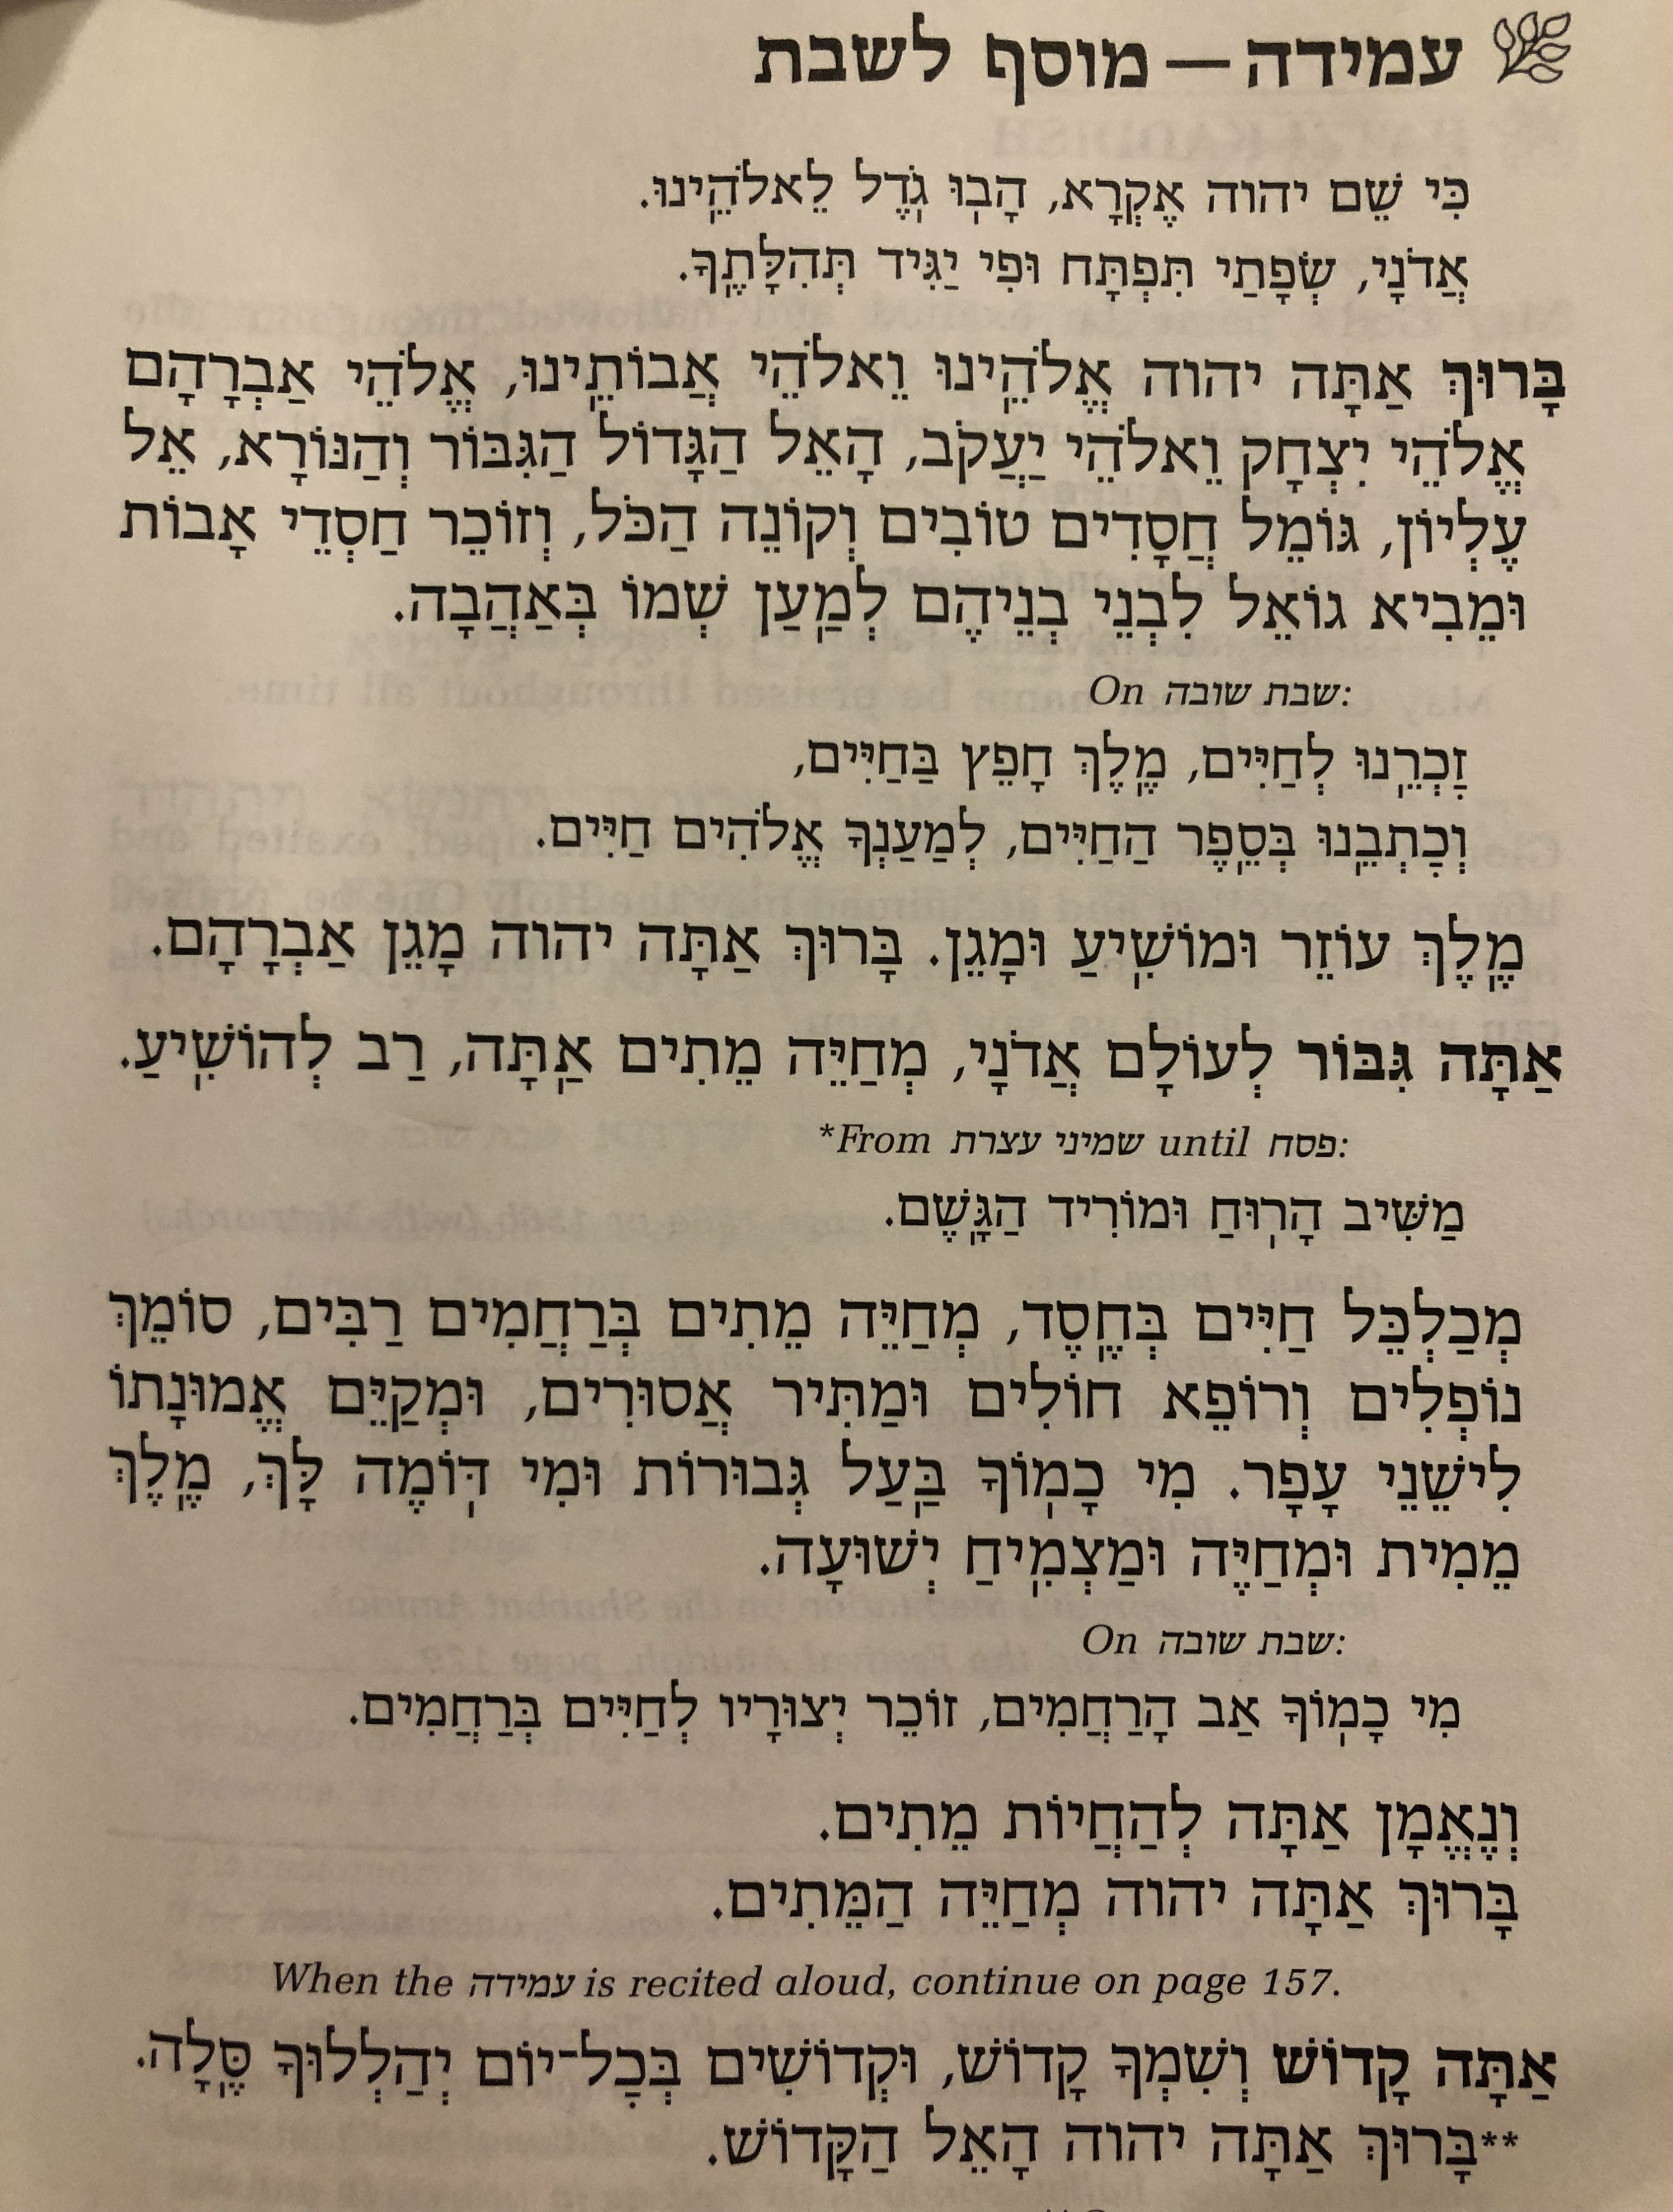 עמידה – מוסף לשבת
כִּי שֵׁם יהוה אֶקְרָא, הָבֽוּ גֹֽדֶל לֵאלֹהֵֽינוּ.
אֲדֹנָי, שְׂפָתַי תִּפְתָּח וּפִי יַגִּיד תְּהִלָּתֶֽךָ.
בָּרוּךְ אַתָּה יהוה אֱלֹהֵֽינוּ וֵאלֹהֵי אֲבוֹתֵֽינוּ, אֱלֹהֵי אַבְרָהָם
אֱלֹהֵי יִצְחָק וֵאלֹהֵי יַעֲקֹב, הָאֵל הַגָּדוֹל הַגִּבּוֹר וְהַנּוֹרָא, אֵל
עֶלְיוֹן, גּוֹמֵל חֲסָדִים טוֹבִים וְקוֹנֵה הַכֹּל, וְזוֹכֵר חַסְדֵי אָבוֹת
וּמֵבִיא גוֹאֵל לִבְנֵי בְנֵיהֶם לְמַֽעַן שְׁמוֹ בְּאַהֲבָה.
On שבת שובה:
זָכְרֵֽנוּ לְחַיִּים, מֶֽלֶךְ חָפֵץ בַּחַיִּים,
וְכָתְבֵֽנוּ בְּסֵֽפֶר הַחַיִּים, לְמַעַנְךָ אֱלֹהִים חַיִּים.
מֶֽלֶךְ עוֹזֵר וּמוֹשִֽׁיעַ וּמָגֵן. בָּרוּךְ אַתָּה יהוה מָגֵן אַבְרָהָם.
אַתָּה גִּבּוֹר לְעוֹלָם אֲדֹנָי, מְחַיֵּה מֵתִים אַֽתָּה, רַב לְהוֹשִֽׁיעַ.
*From שמיני עצרת until פסח:
מַשִּׁיב הָרֽוּחַ וּמוֹרִיד הַגָּֽשֶׁם.
מְכַלְכֵּל חַיִּים בְּחֶֽסֶד, מְחַיֵּה מֵתִים בְּרַחֲמִים רַבִּים, סוֹמֵךְ
נוֹפְלִים וְרוֹפֵא חוֹלִים וּמַתִּיר אֲסוּרִים, וּמְקַיֵּם אֱמוּנָתוֹ
לִישֵׁנֵי עָפָר. מִי כָמֽוֹךָ בַּֽעַל גְּבוּרוֹת וּמִי דּֽוֹמֶה לָּךְ, מֶֽלֶךְ
מֵמִית וּמְחַיֶּה וּמַצְמִֽיחַ יְשׁוּעָה.
On שבת שובה:
מִי כָמֽוֹךָ אַב הָרַחֲמִים, זוֹכֵר יְצוּרָיו לְחַיִּים בְּרַחֲמִים.
וְנֶאֱמָן אַתָּה לְהַחֲיוֹת מֵתִים.
בָּרוּךְ אַתָּה יהוה מְחַיֵּה הַמֵּתִים.
When the עמידה is recited aloud, continue on page 157.
אַתָּה קָדוֹשׁ וְשִׁמְךָ קָדוֹשׁ, וּקְדוֹשִׁים בְּכׇל־יוֹם יְהַלְלוּךָ סֶּֽלָה.
**בָּרוּךְ אַתָּה יהוה הָאֵל הַקָּדוֹשׁ.